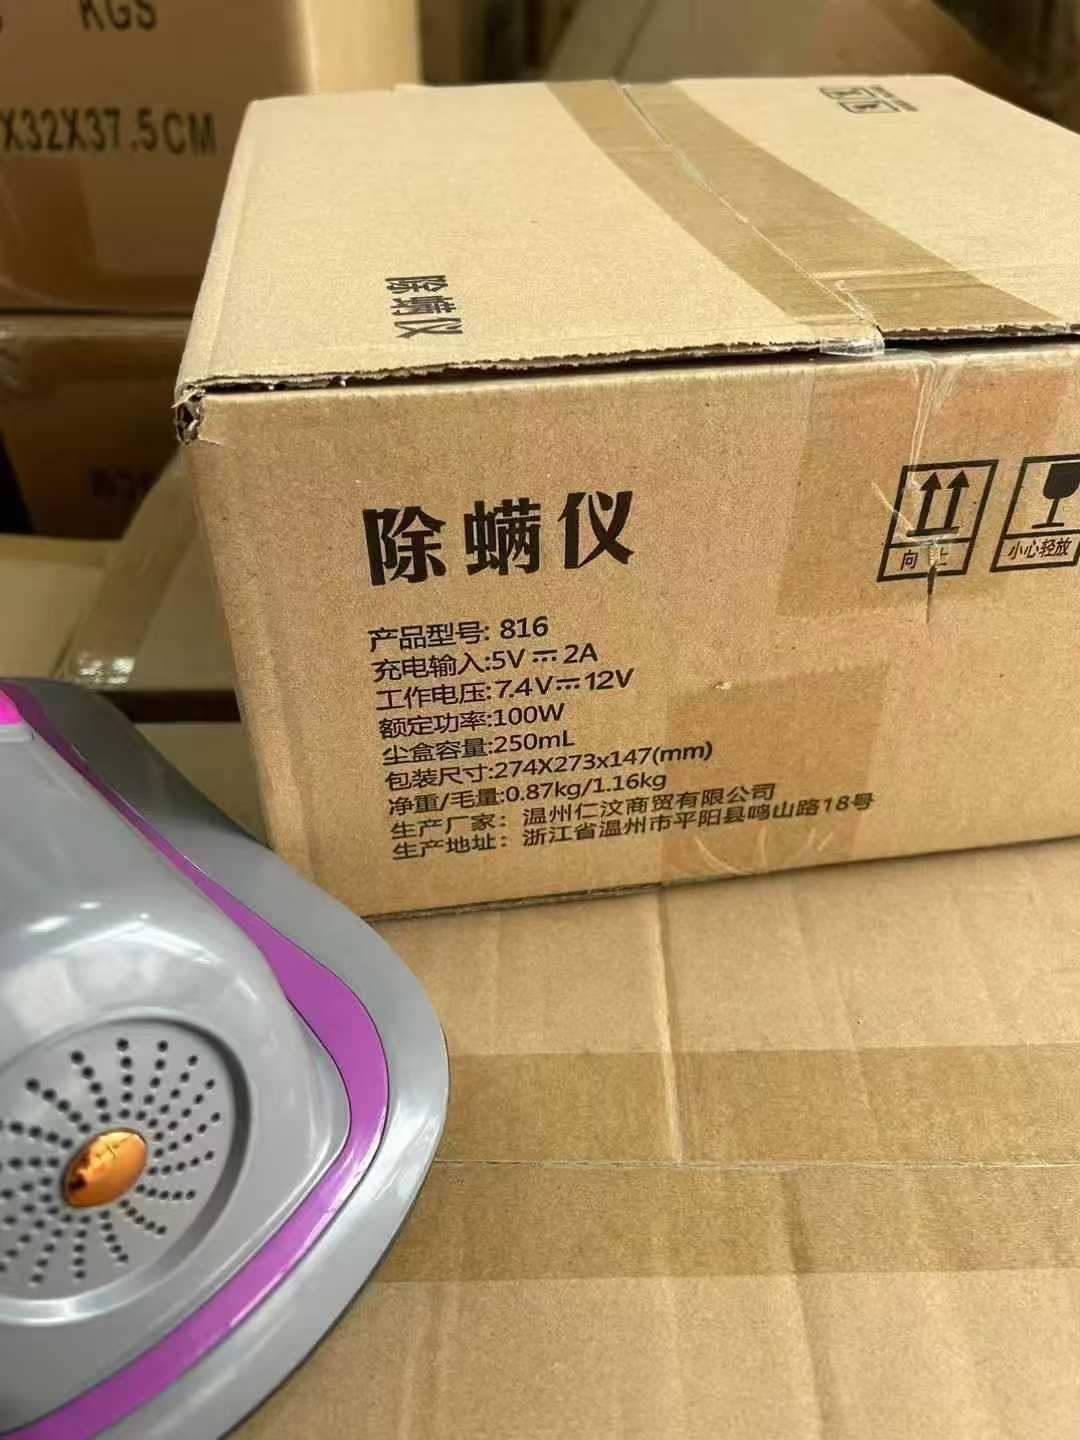 KGS
X32X37.5CM
除螨仪
除螨仪
向上
小心轻放
产品型号: 816
充电输入:5V⎓2A
工作电压:7.4V⎓12V
额定功率:100W
尘盒容量:250mL
包装尺寸:274X273x147(mm)
净重/毛量:0.87kg/1.16kg
生产厂家：温州仁汶商贸有限公司
生产地址：浙江省温州市平阳县鸣山路18号